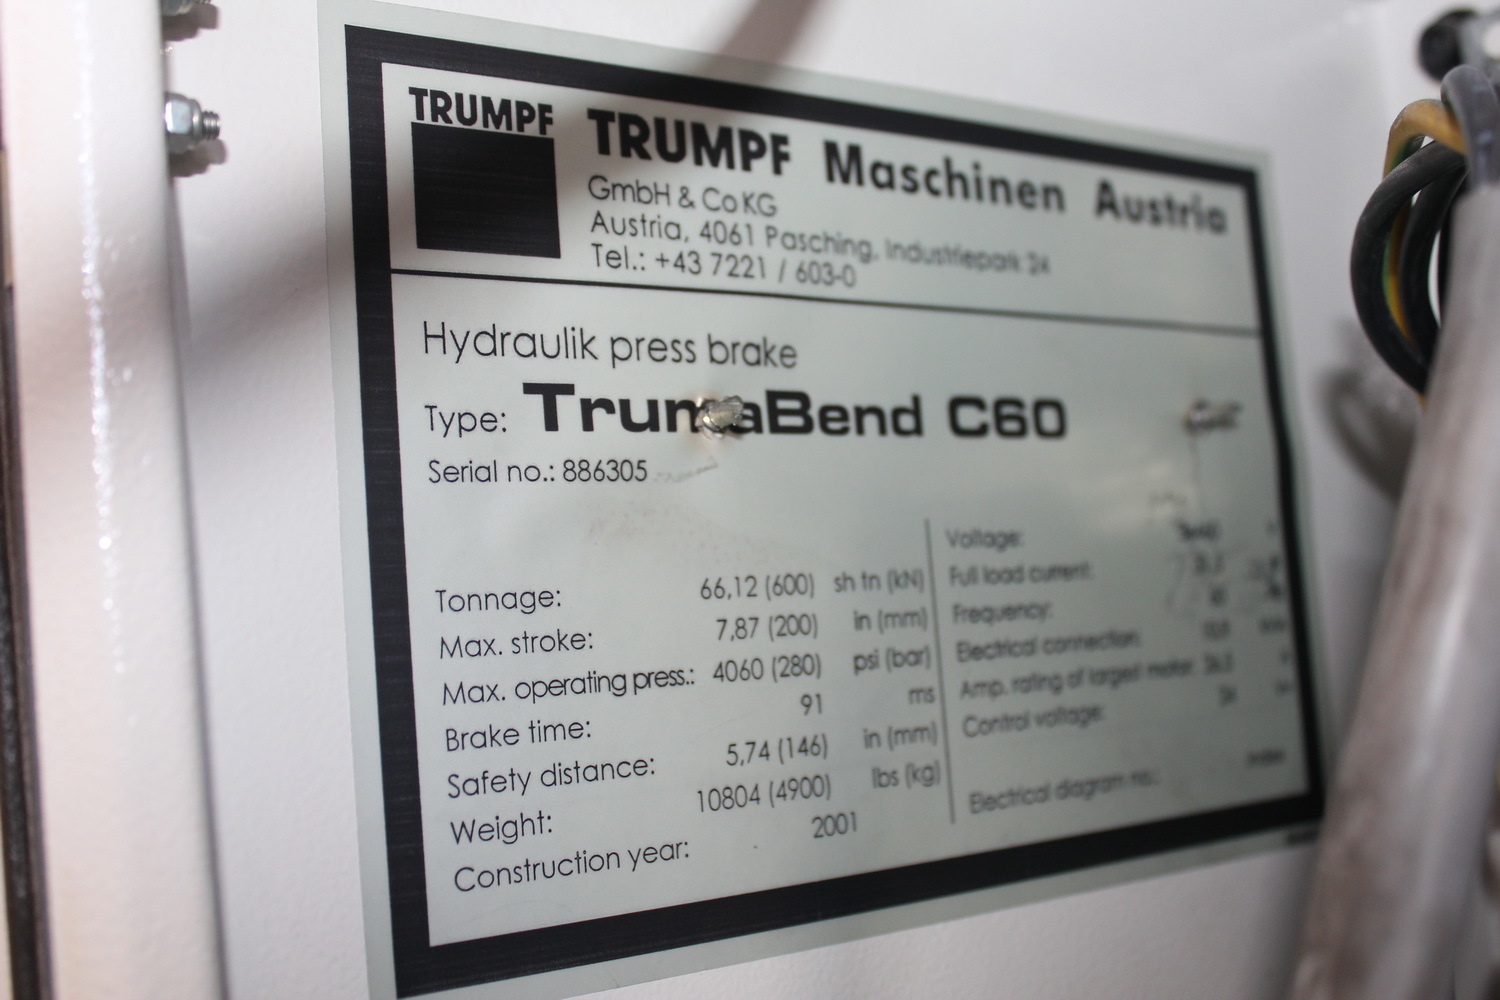 TRUMPF
TRUMPF Maschinen Austria
GmbH & Co KG
Austria, 4061 Pasching, Industriepark 24
Tel.: +43 7221 / 603-0
Hydraulik press brake
Type: TrumaBend C60
Serial no.: 886305
Tonnage: 66,12 (600) sh tn (kN)
Max. stroke: 7,87 (200) in (mm)
Max. operating press.: 4060 (280) psi (bar)
Brake time: 91 ms
Safety distance: 5,74 (146) in (mm)
Weight: 10804 (4900) lbs (kg)
Construction year: 2001
Voltage:
Full load current:
Frequency:
Electrical connection:
Amp. rating of largest motor:
Control voltage:
Electrical diagram no.: